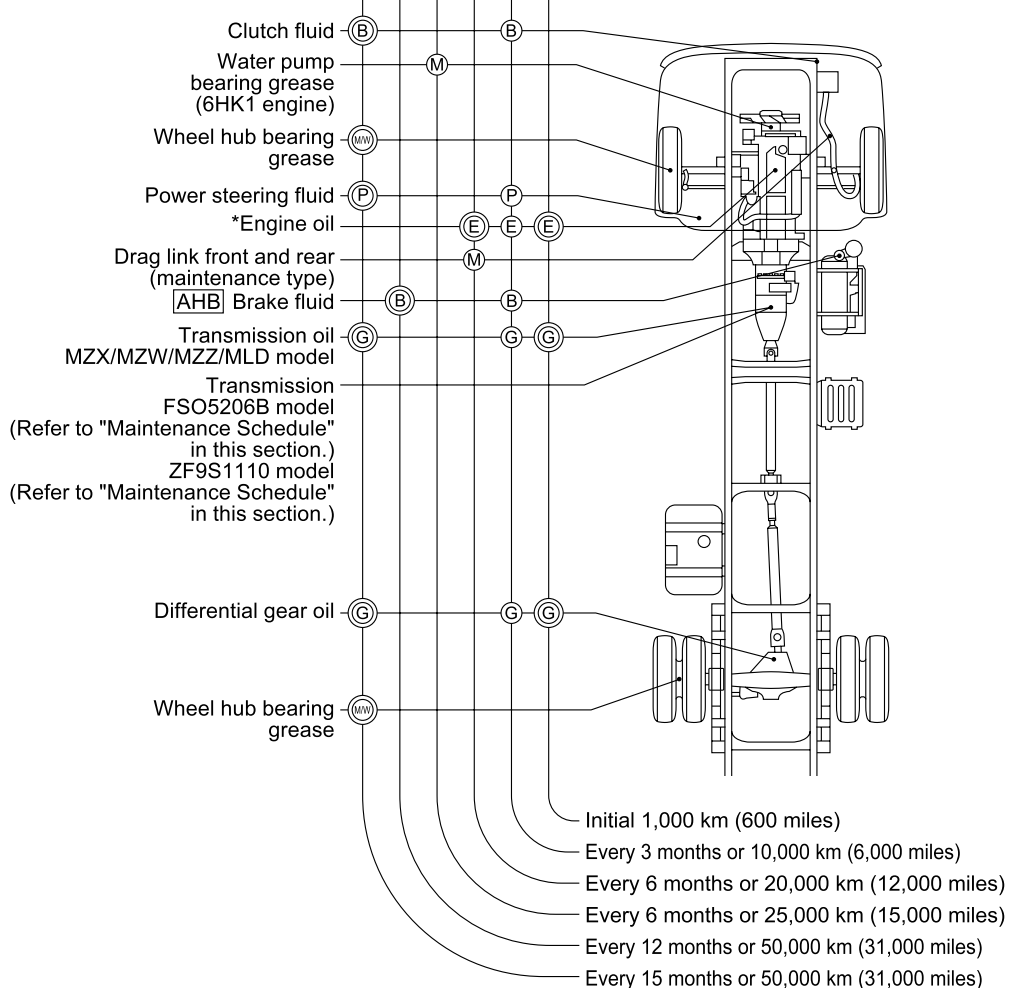 Clutch fluid B B
Water pump M
bearing grease
(6HK1 engine)
Wheel hub bearing M/W
grease
Power steering fluid P P
*Engine oil E E E
Drag link front and rear M
(maintenance type)
AHB Brake fluid B B
Transmission oil G G G
MZX/MZW/MZZ/MLD model
Transmission
FSO5206B model
(Refer to "Maintenance Schedule"
in this section.)
ZF9S1110 model
(Refer to "Maintenance Schedule"
in this section.)
Differential gear oil G G G
Wheel hub bearing M/W
grease
Initial 1,000 km (600 miles)
Every 3 months or 10,000 km (6,000 miles)
Every 6 months or 20,000 km (12,000 miles)
Every 6 months or 25,000 km (15,000 miles)
Every 12 months or 50,000 km (31,000 miles)
Every 15 months or 50,000 km (31,000 miles)